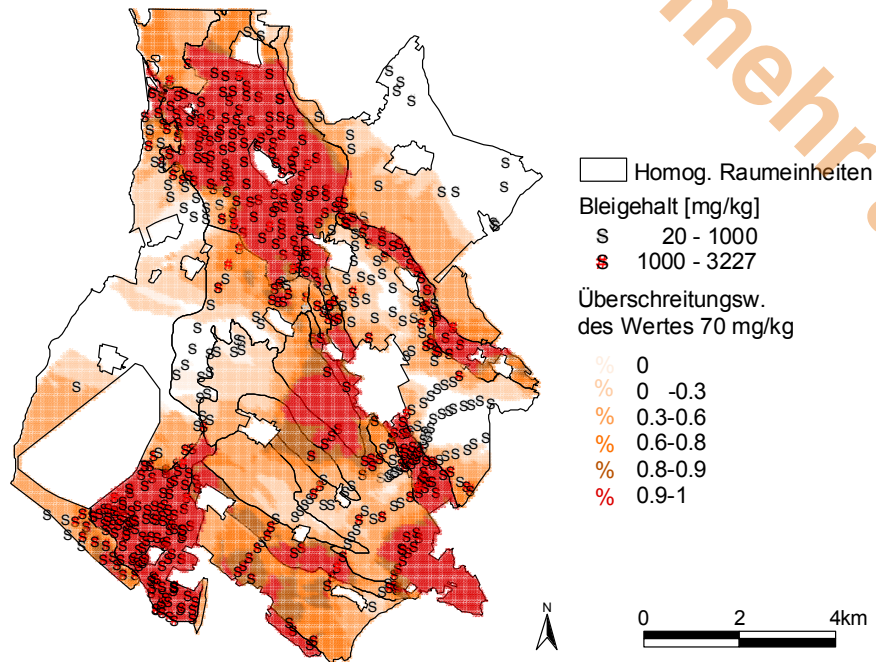 mehr
Homog. Raumeinheiten
Bleigehalt [mg/kg]
S 20 - 1000
S 1000 - 3227
Überschreitungsw.
des Wertes 70 mg/kg
% 0
% 0 -0.3
% 0.3-0.6
% 0.6-0.8
% 0.8-0.9
% 0.9-1
N
0 2 4km